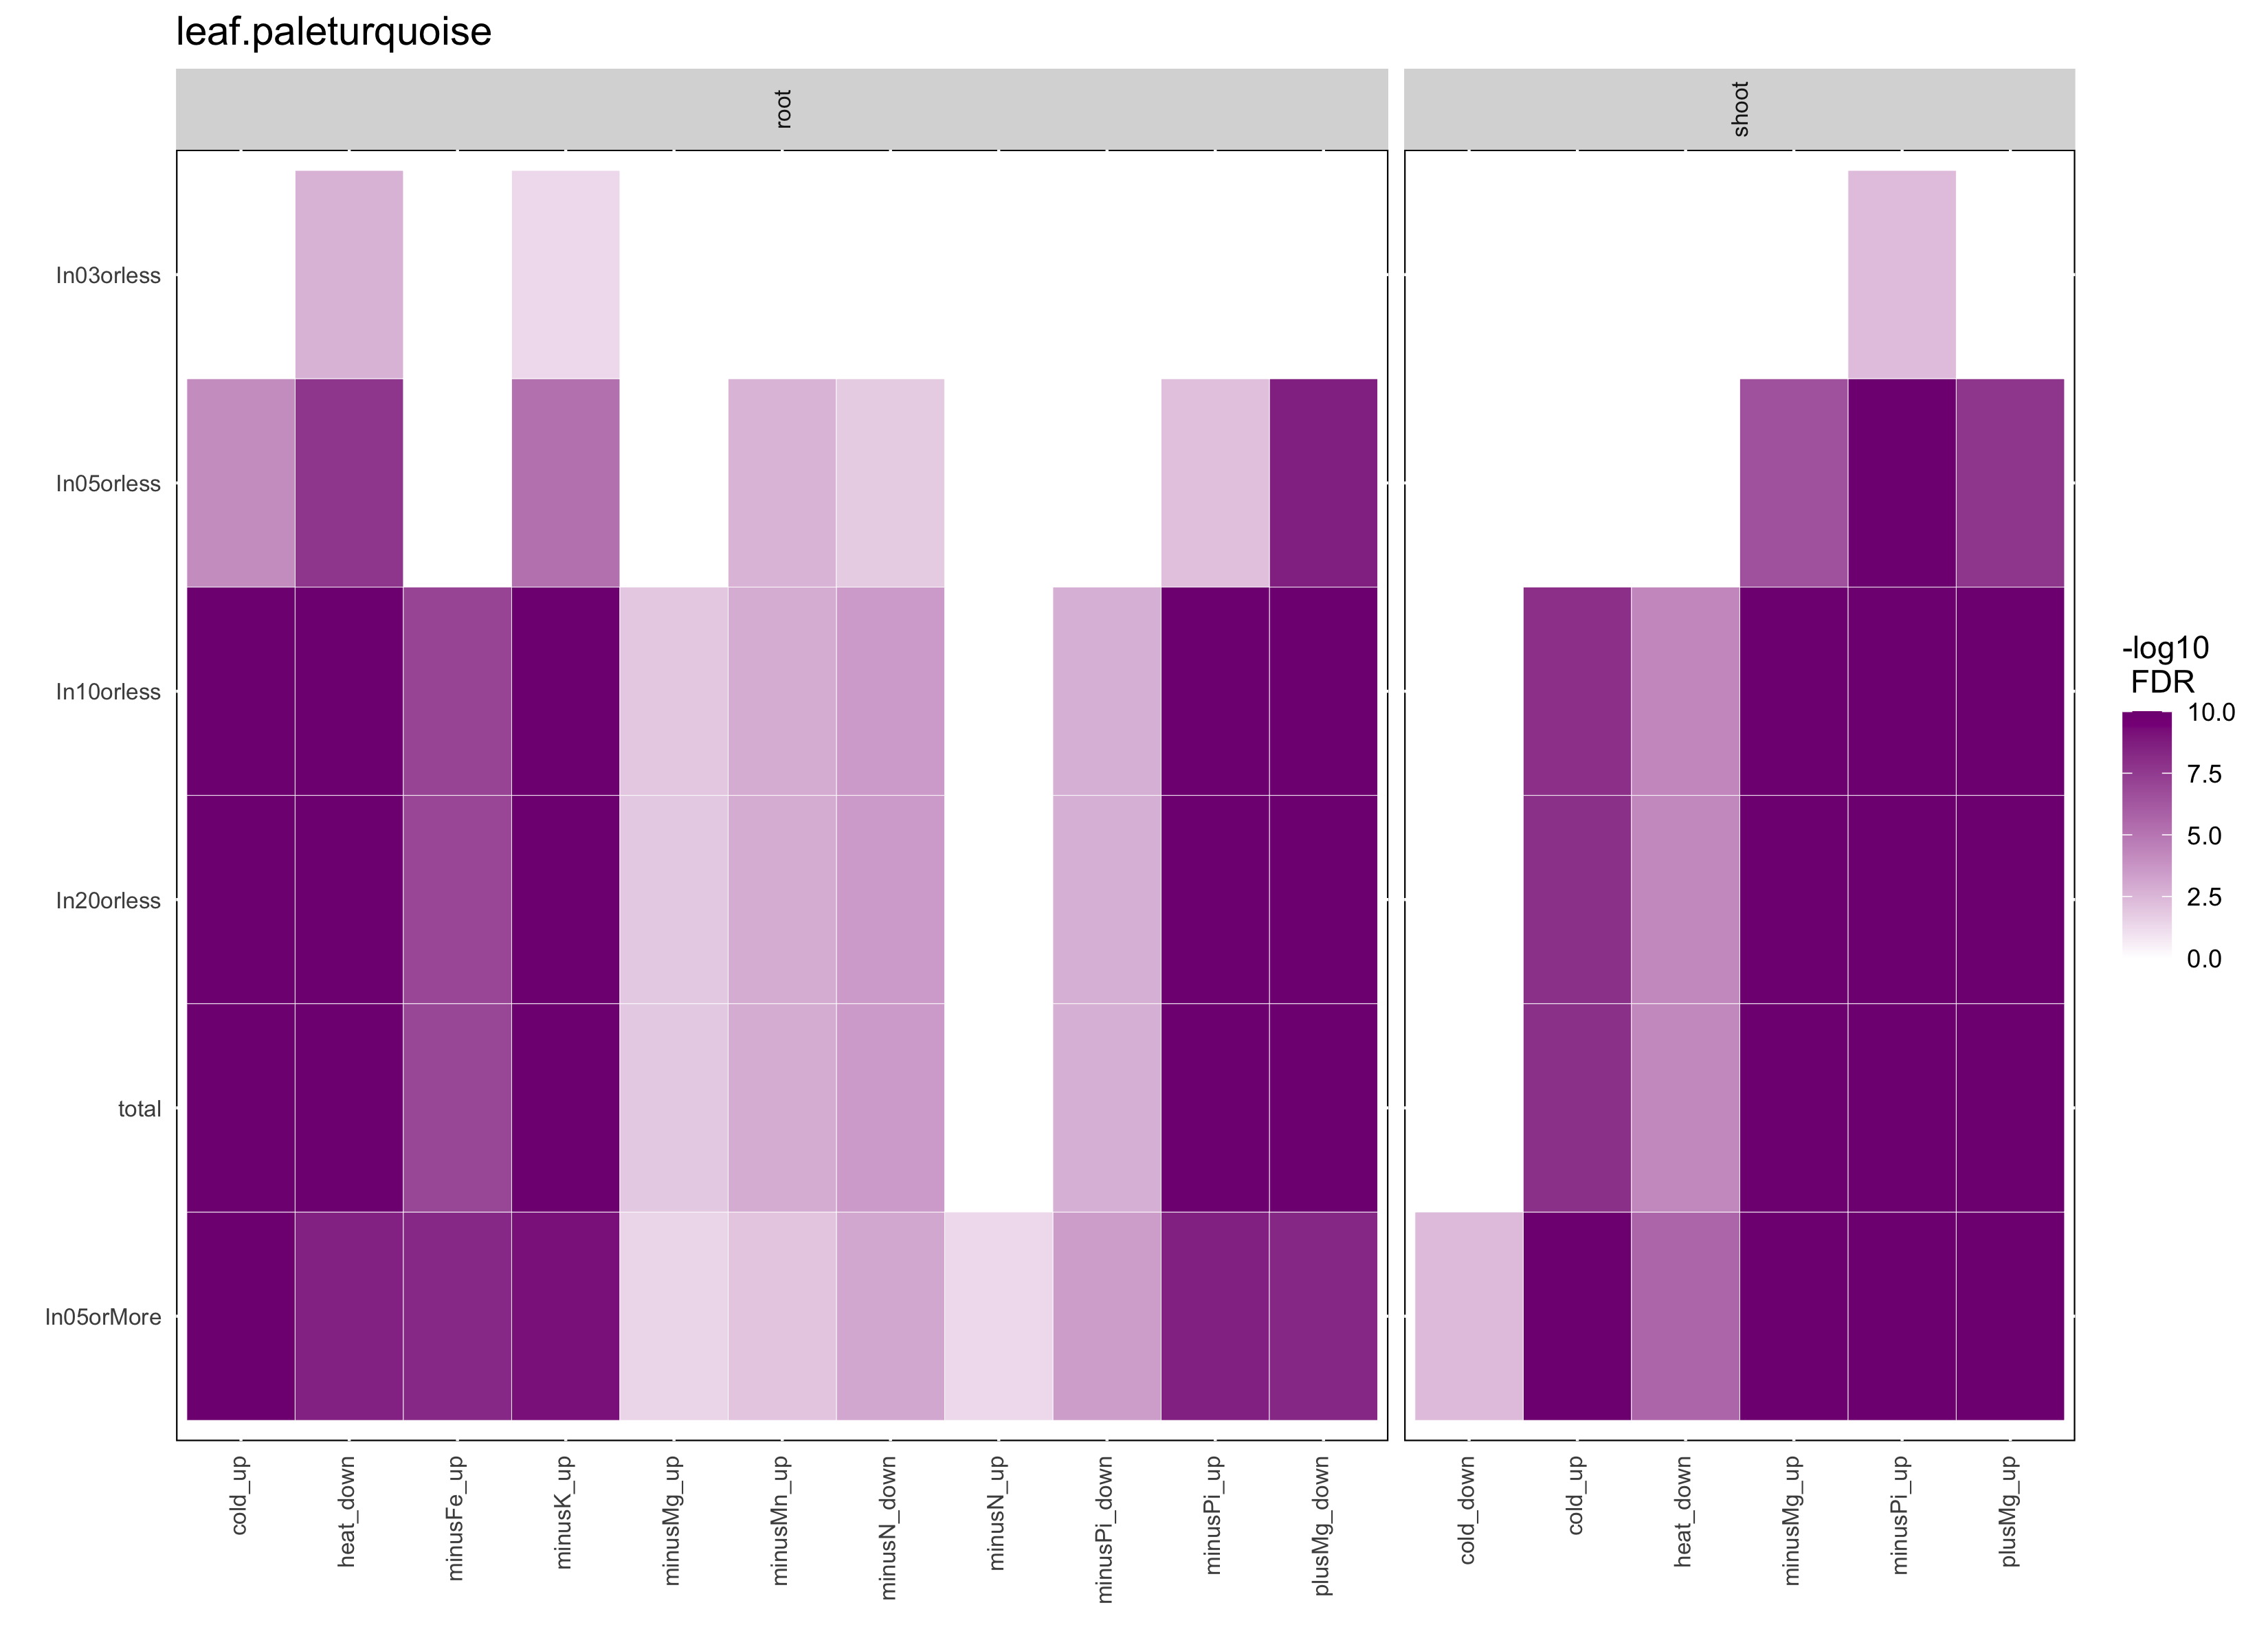 leaf.paleturquoise
root
shoot
In03orless
In05orless
In10orless
In20orless
total
In05orMore
cold_up
heat_down
minusFe_up
minusK_up
minusMg_up
minusMn_up
minusN_down
minusN_up
minusPi_down
minusPi_up
plusMg_down
cold_down
cold_up
heat_down
minusMg_up
minusPi_up
plusMg_up
-log10
FDR
10.0
7.5
5.0
2.5
0.0